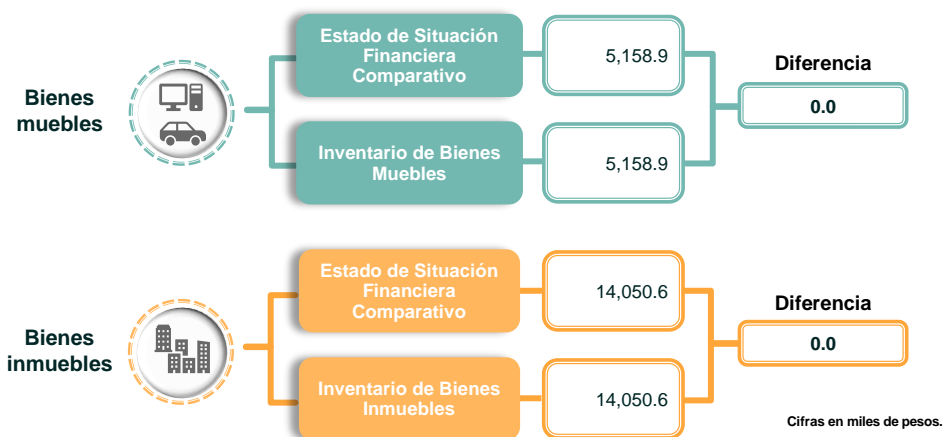 Bienes
muebles
Estado de Situación
Financiera
Comparativo
5,158.9
Inventario de Bienes
Muebles
5,158.9
Diferencia
0.0
Bienes
inmuebles
Estado de Situación
Financiera
Comparativo
14,050.6
Inventario de Bienes
Inmuebles
14,050.6
Diferencia
0.0
Cifras en miles de pesos.